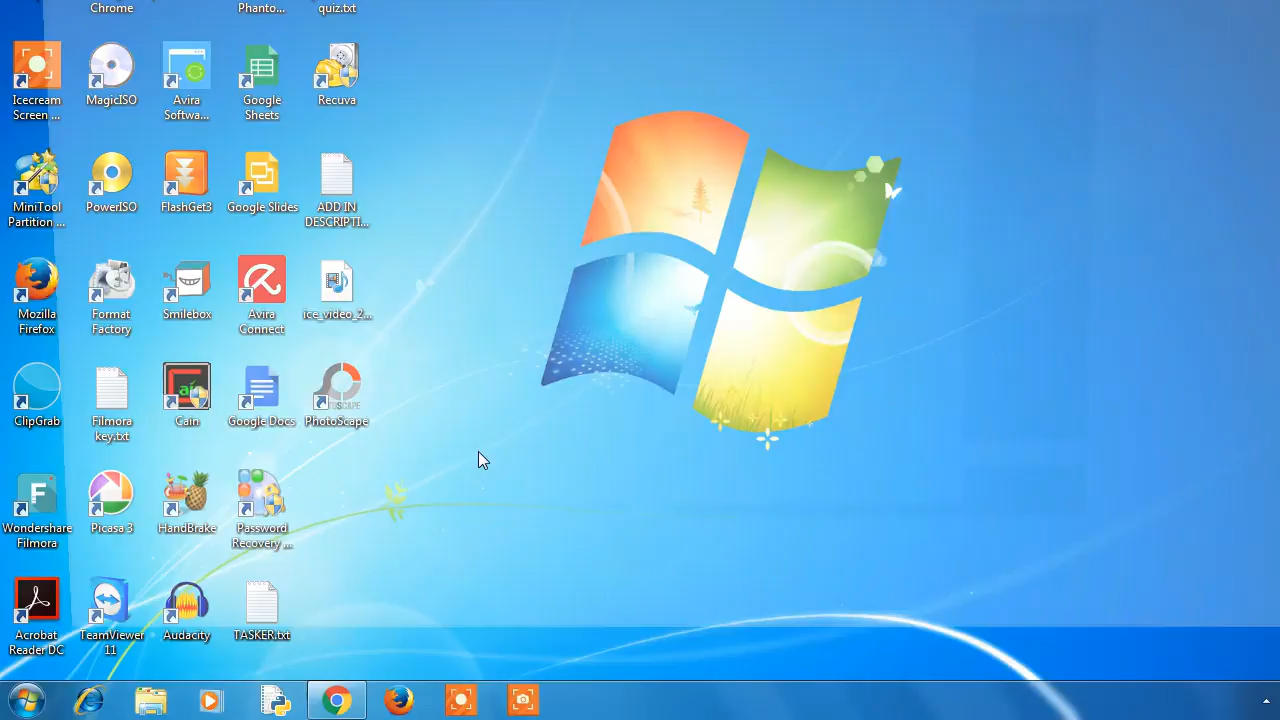 Chrome
Phanto...
quiz.txt
Icecream
Screen ...
MagicISO
Avira
Softwa...
Google
Sheets
Recuva
MiniTool
Partition ...
PowerISO
FlashGet3
Google Slides
ADD IN
DESCRIPTI...
Mozilla
Firefox
Format
Factory
Smilebox
Avira
Connect
ice_video_2...
ClipGrab
Filmora
key.txt
Cain
Google Docs
PhotoScape
Wondershare
Filmora
Picasa 3
HandBrake
Password
Recovery ...
Acrobat
Reader DC
TeamViewer
11
Audacity
TASKER.txt